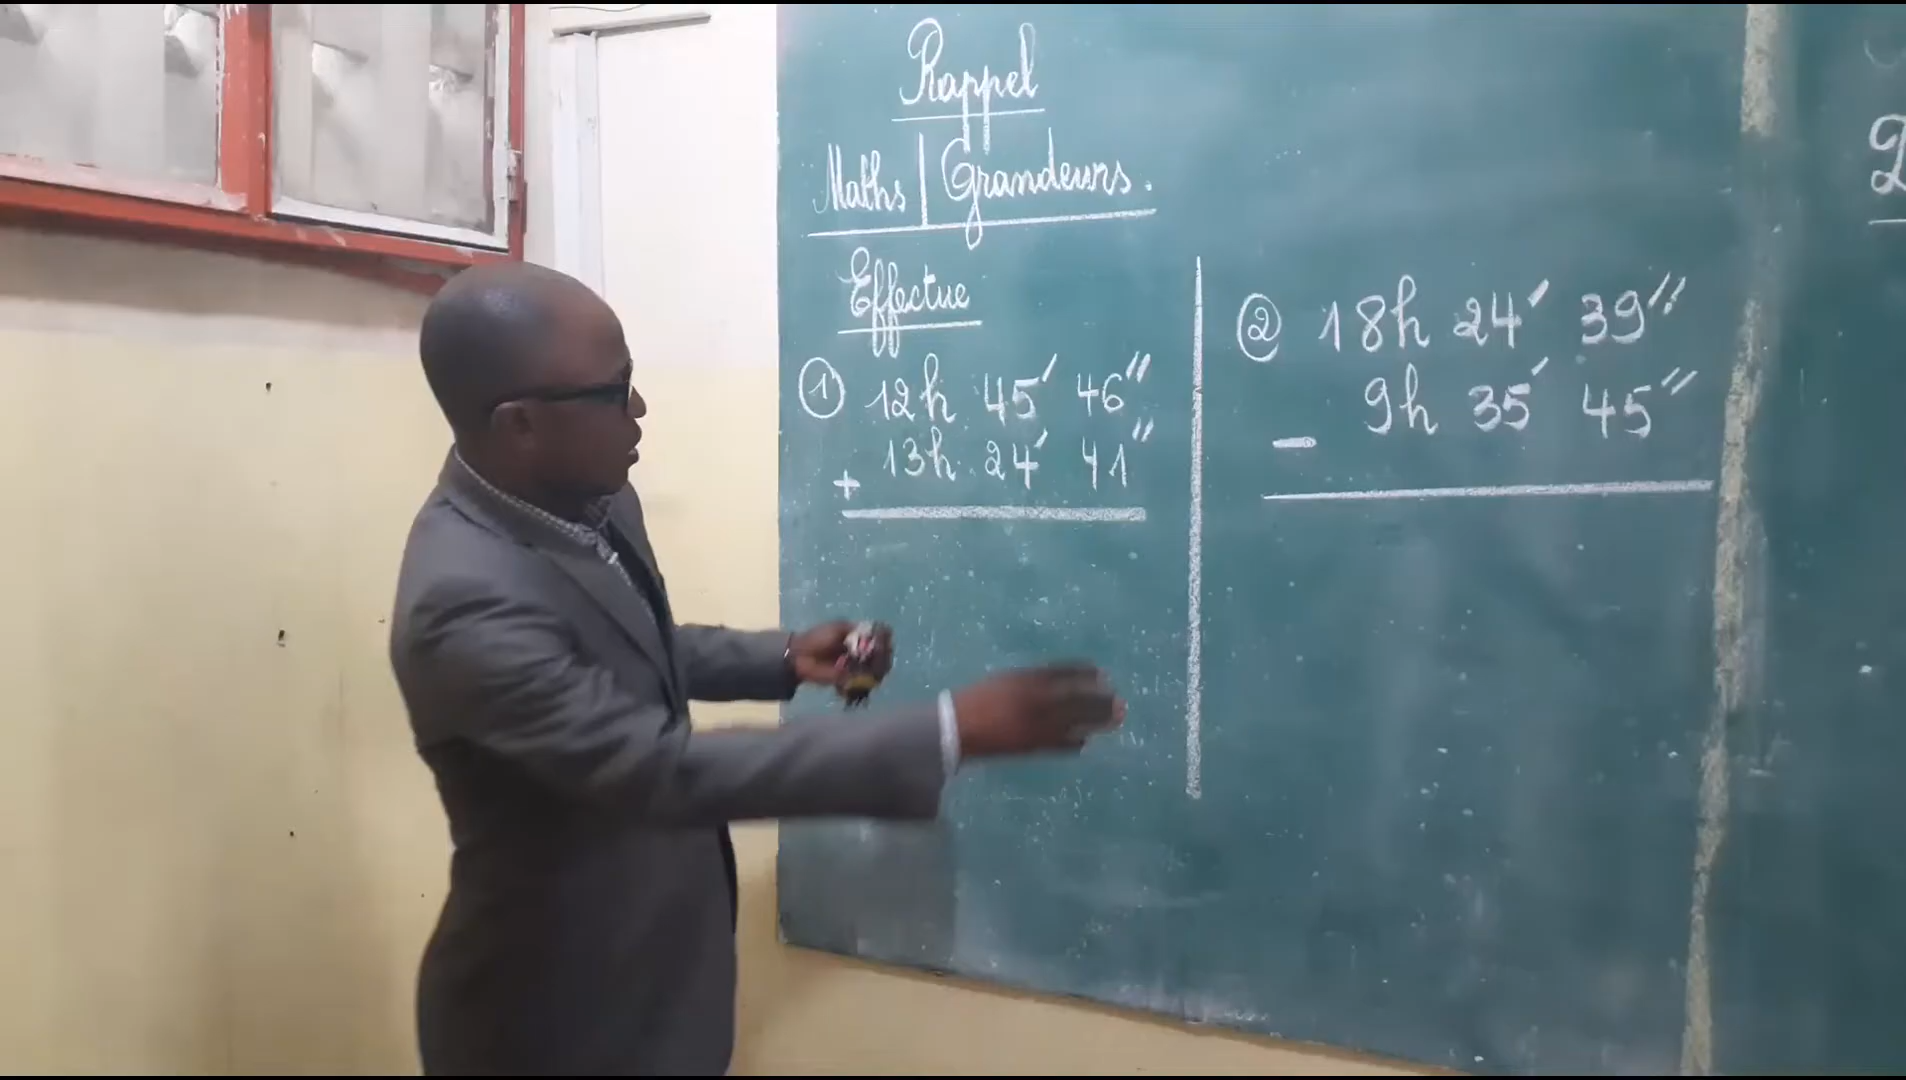 Rappel
Maths | Grandeurs.
Effectue
① 12h 45′ 46″
13h 24′ 41″
+
② 18h 24′ 39″
9h 35′ 45″
−